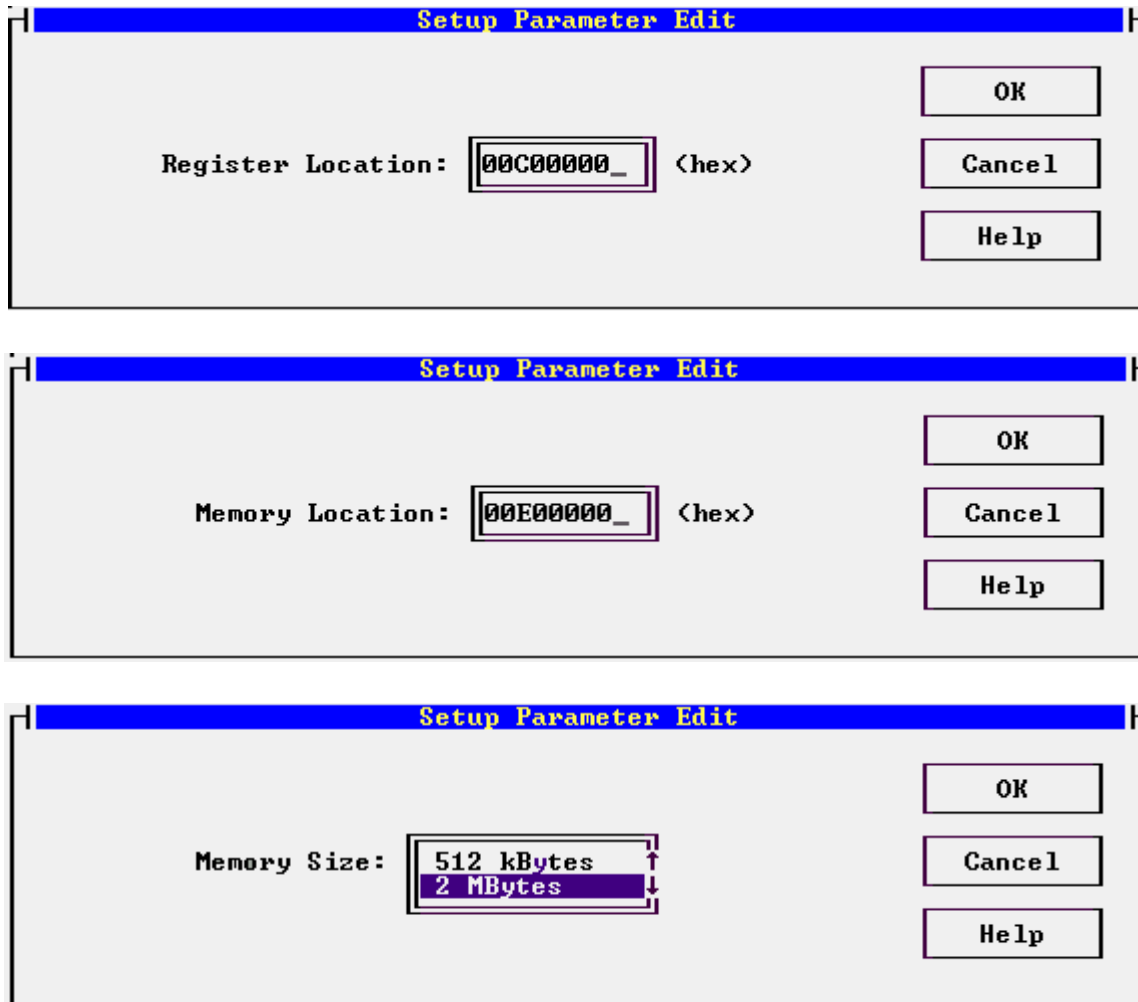 Setup Parameter Edit
OK
Register Location: 00C00000_ (hex)
Cancel
Help
Setup Parameter Edit
OK
Memory Location: 00E00000_ (hex)
Cancel
Help
Setup Parameter Edit
OK
Memory Size: 512 kBytes
2 MBytes
Cancel
Help